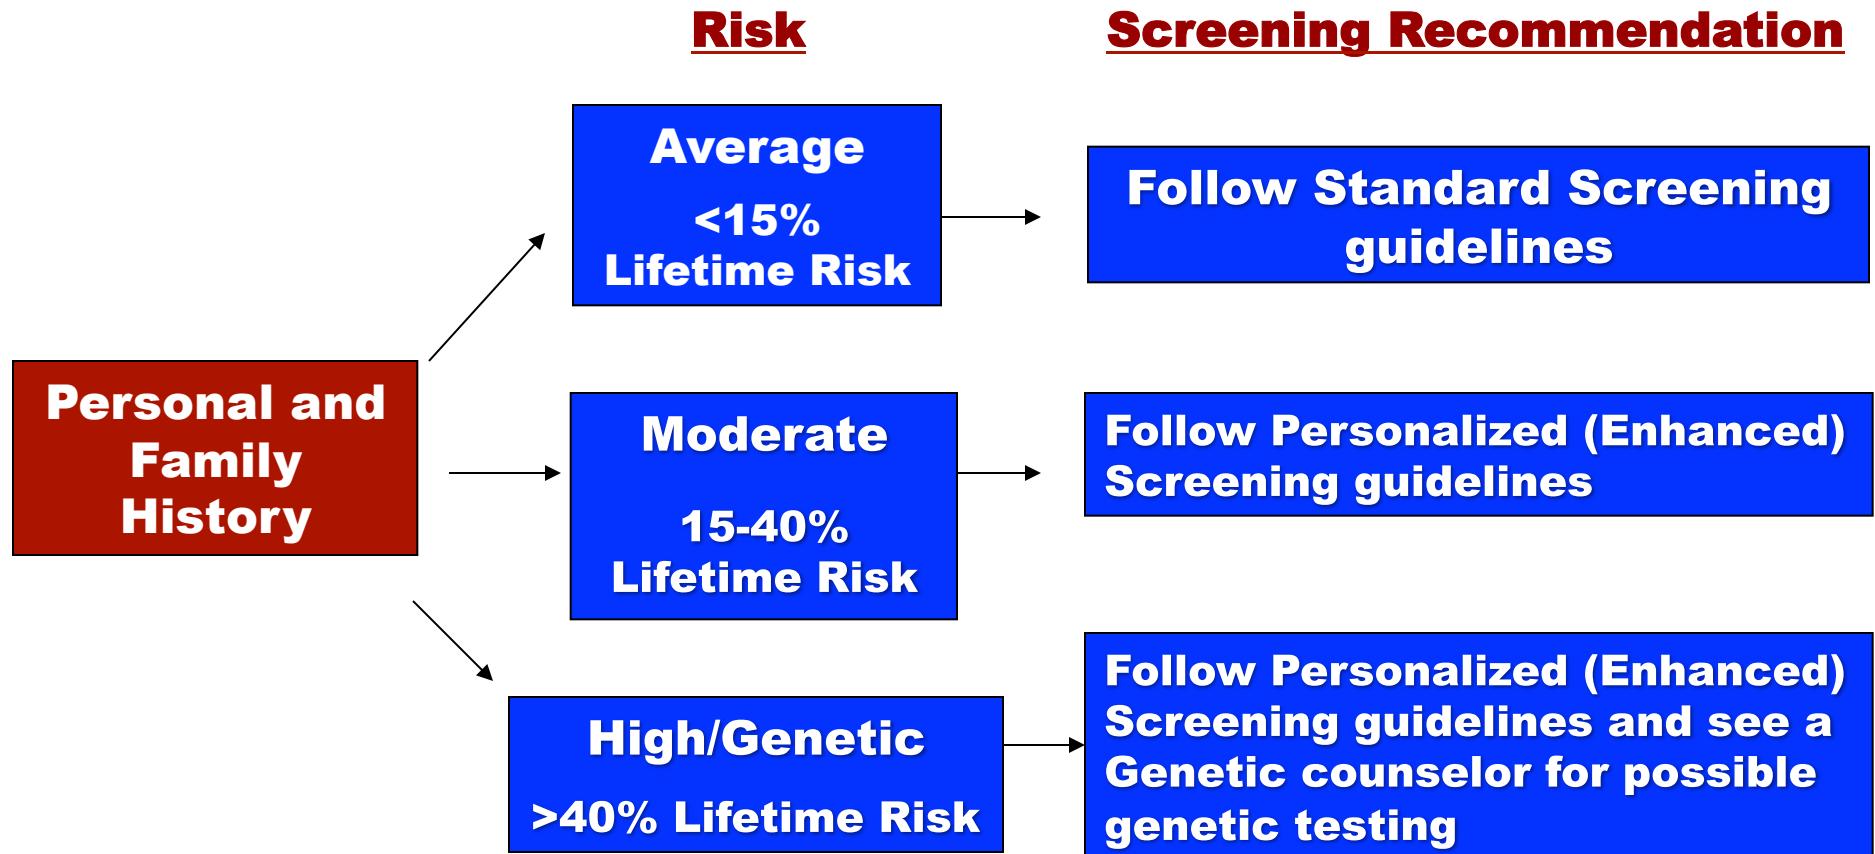 Risk
Screening Recommendation
Average
<15%
Lifetime Risk
Follow Standard Screening
guidelines
Personal and
Family
History
Moderate
15-40%
Lifetime Risk
Follow Personalized (Enhanced)
Screening guidelines
High/Genetic
>40% Lifetime Risk
Follow Personalized (Enhanced)
Screening guidelines and see a
Genetic counselor for possible
genetic testing